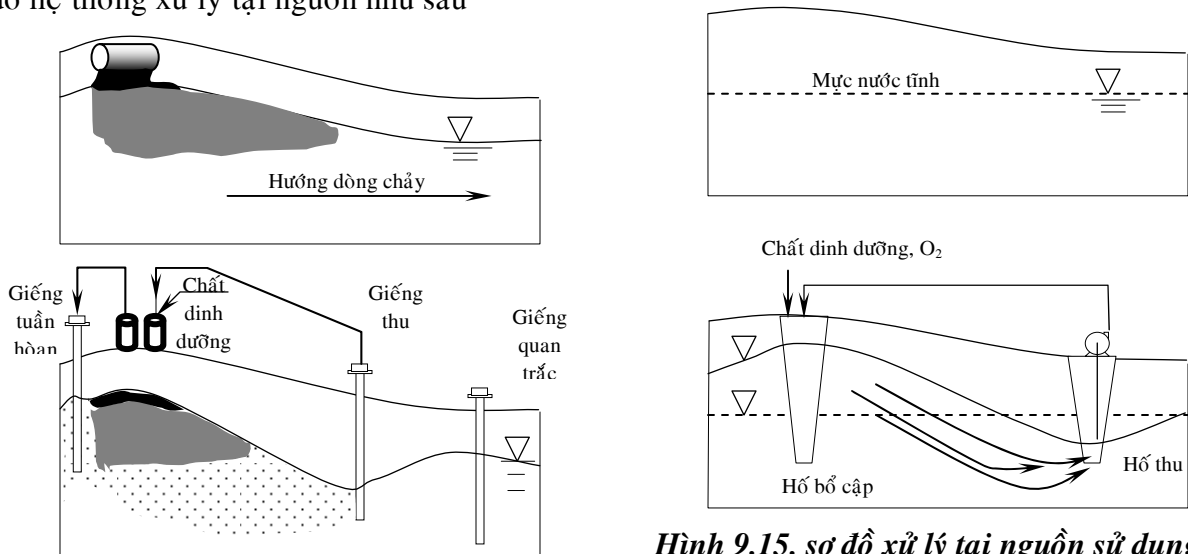 hệ thống xử lý tại nguồn như sau
Hướng dòng chảy
Giếng
tuần
hòan
Chất
dinh
dưỡng
Giếng
thu
Giếng
quan
trắc
Mực nước tĩnh
Chất dinh dưỡng, O₂
Hố bổ cập
Hố thu
Hình 9.15. sơ đồ xử lý tại nguồn sử dụng